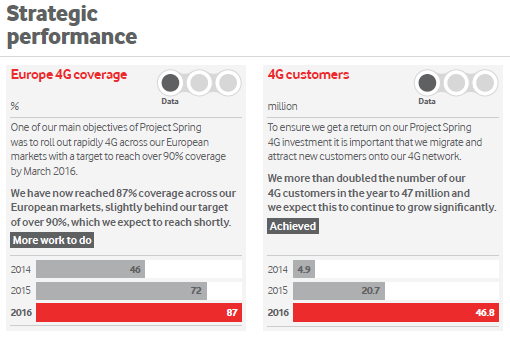 Strategic
performance
Europe 4G coverage
Data
%
One of our main objectives of Project Spring
was to roll out rapidly 4G across our European
markets with a target to reach over 90% coverage
by March 2016.
We have now reached 87% coverage across our
European markets, slightly behind our target
of over 90%, which we expect to reach shortly.
More work to do
2014 46
2015 72
2016 87
4G customers
Data
million
To ensure we get a return on our Project Spring
4G investment it is important that we migrate and
attract new customers onto our 4G network.
We more than doubled the number of our
4G customers in the year to 47 million and
we expect this to continue to grow significantly.
Achieved
2014 4.9
2015 20.7
2016 46.8